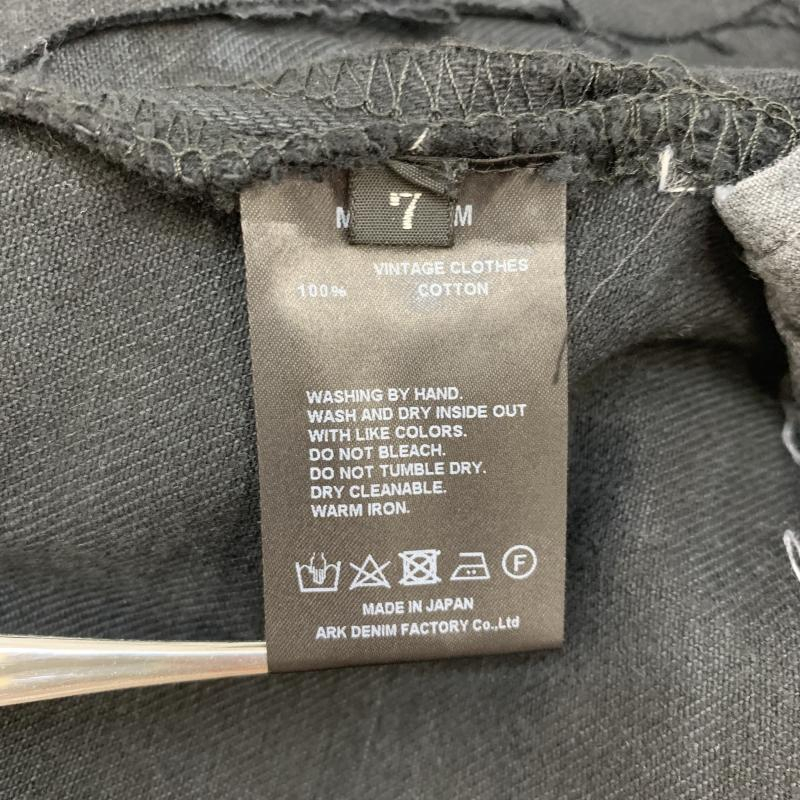 7
VINTAGE CLOTHES
100% COTTON
WASHING BY HAND.
WASH AND DRY INSIDE OUT
WITH LIKE COLORS.
DO NOT BLEACH.
DO NOT TUMBLE DRY.
DRY CLEANABLE.
WARM IRON.
F
MADE IN JAPAN
ARK DENIM FACTORY Co.,Ltd